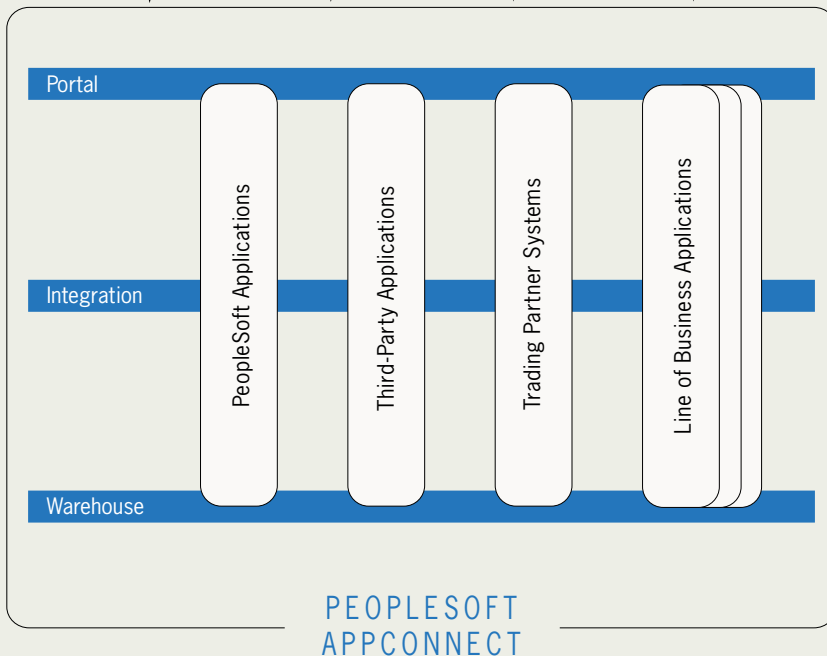 Portal
Integration
Warehouse
PeopleSoft Applications
Third-Party Applications
Trading Partner Systems
Line of Business Applications
PEOPLESOFT
APPCONNECT